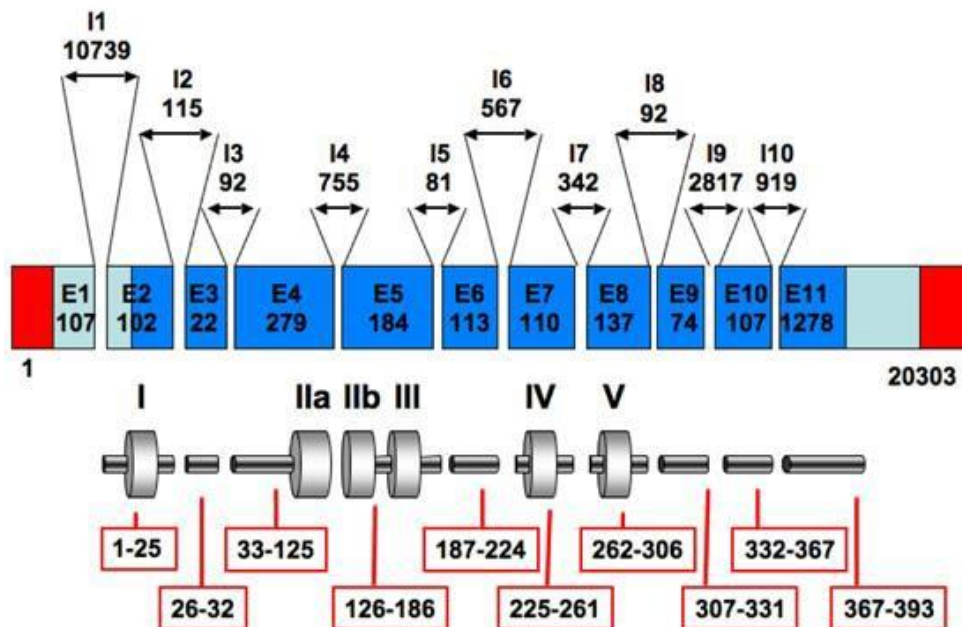 I1
10739
I2
115
I3
92
I4
755
I5
81
I6
567
I7
342
I8
92
I9
2817
I10
919
E1
107
E2
102
E3
22
E4
279
E5
184
E6
113
E7
110
E8
137
E9
74
E10
107
E11
1278
1
20303
I
IIa
IIb
III
IV
V
1-25
26-32
33-125
126-186
187-224
225-261
262-306
307-331
332-367
367-393